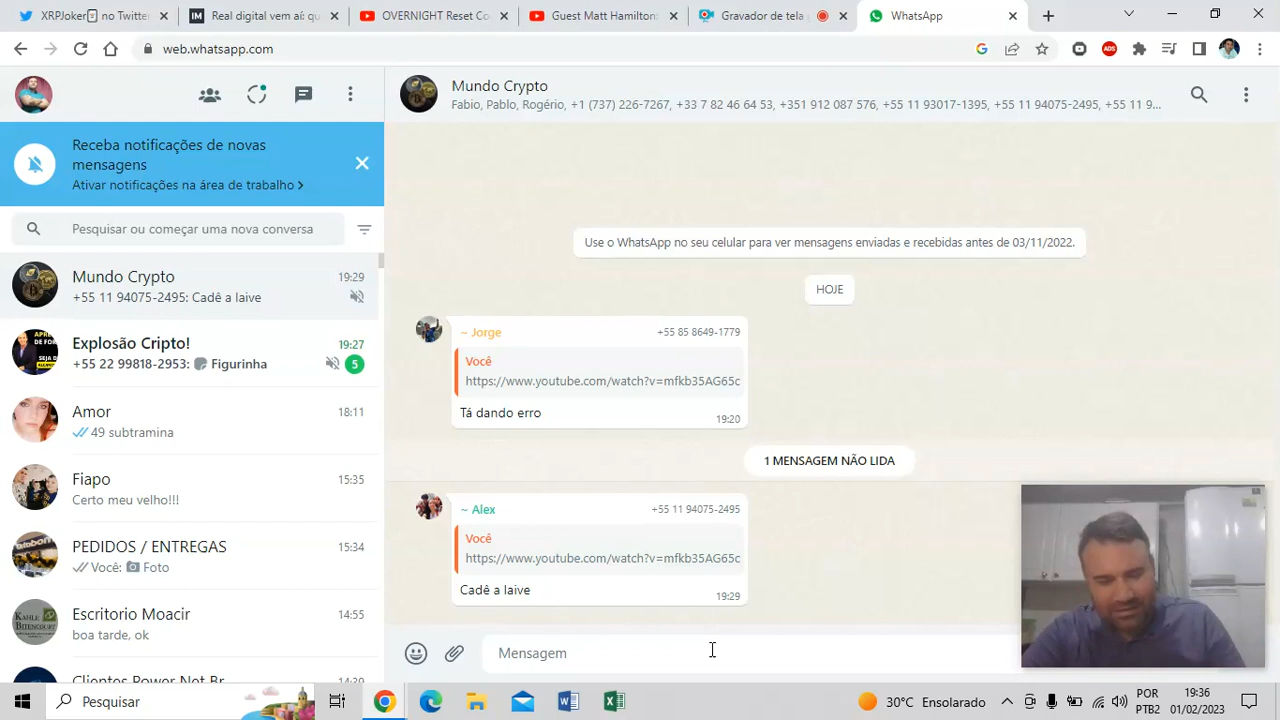 XRPJoker🃏 no Twitter
Real digital vem aí: qu
OVERNIGHT Reset Co
Guest Matt Hamilton:
Gravador de tela
WhatsApp
web.whatsapp.com
ADS
Receba notificações de novas
mensagens
Ativar notificações na área de trabalho >
Pesquisar ou começar uma nova conversa
Mundo Crypto
19:29
+55 11 94075-2495: Cadê a laive
Explosão Cripto!
19:27
+55 22 99818-2953: Figurinha
5
Amor
18:11
49 subtramina
Fiapo
15:35
Certo meu velho!!!
PEDIDOS / ENTREGAS
15:34
Você: Foto
Escritorio Moacir
14:55
boa tarde, ok
Clientes Power Net Br
14:39
Mundo Crypto
Fabio, Pablo, Rogério, +1 (737) 226-7267, +33 7 82 46 64 53, +351 912 087 576, +55 11 93017-1395, +55 11 94075-2495, +55 11 9...
Use o WhatsApp no seu celular para ver mensagens enviadas e recebidas antes de 03/11/2022.
HOJE
~ Jorge
+55 85 8649-1779
Você
https://www.youtube.com/watch?v=mfkb35AG65c
Tá dando erro
19:20
1 MENSAGEM NÃO LIDA
~ Alex
+55 11 94075-2495
Você
https://www.youtube.com/watch?v=mfkb35AG65c
Cadê a laive
19:29
Mensagem
Pesquisar
30°C Ensolarado
POR
PTB2
19:36
01/02/2023